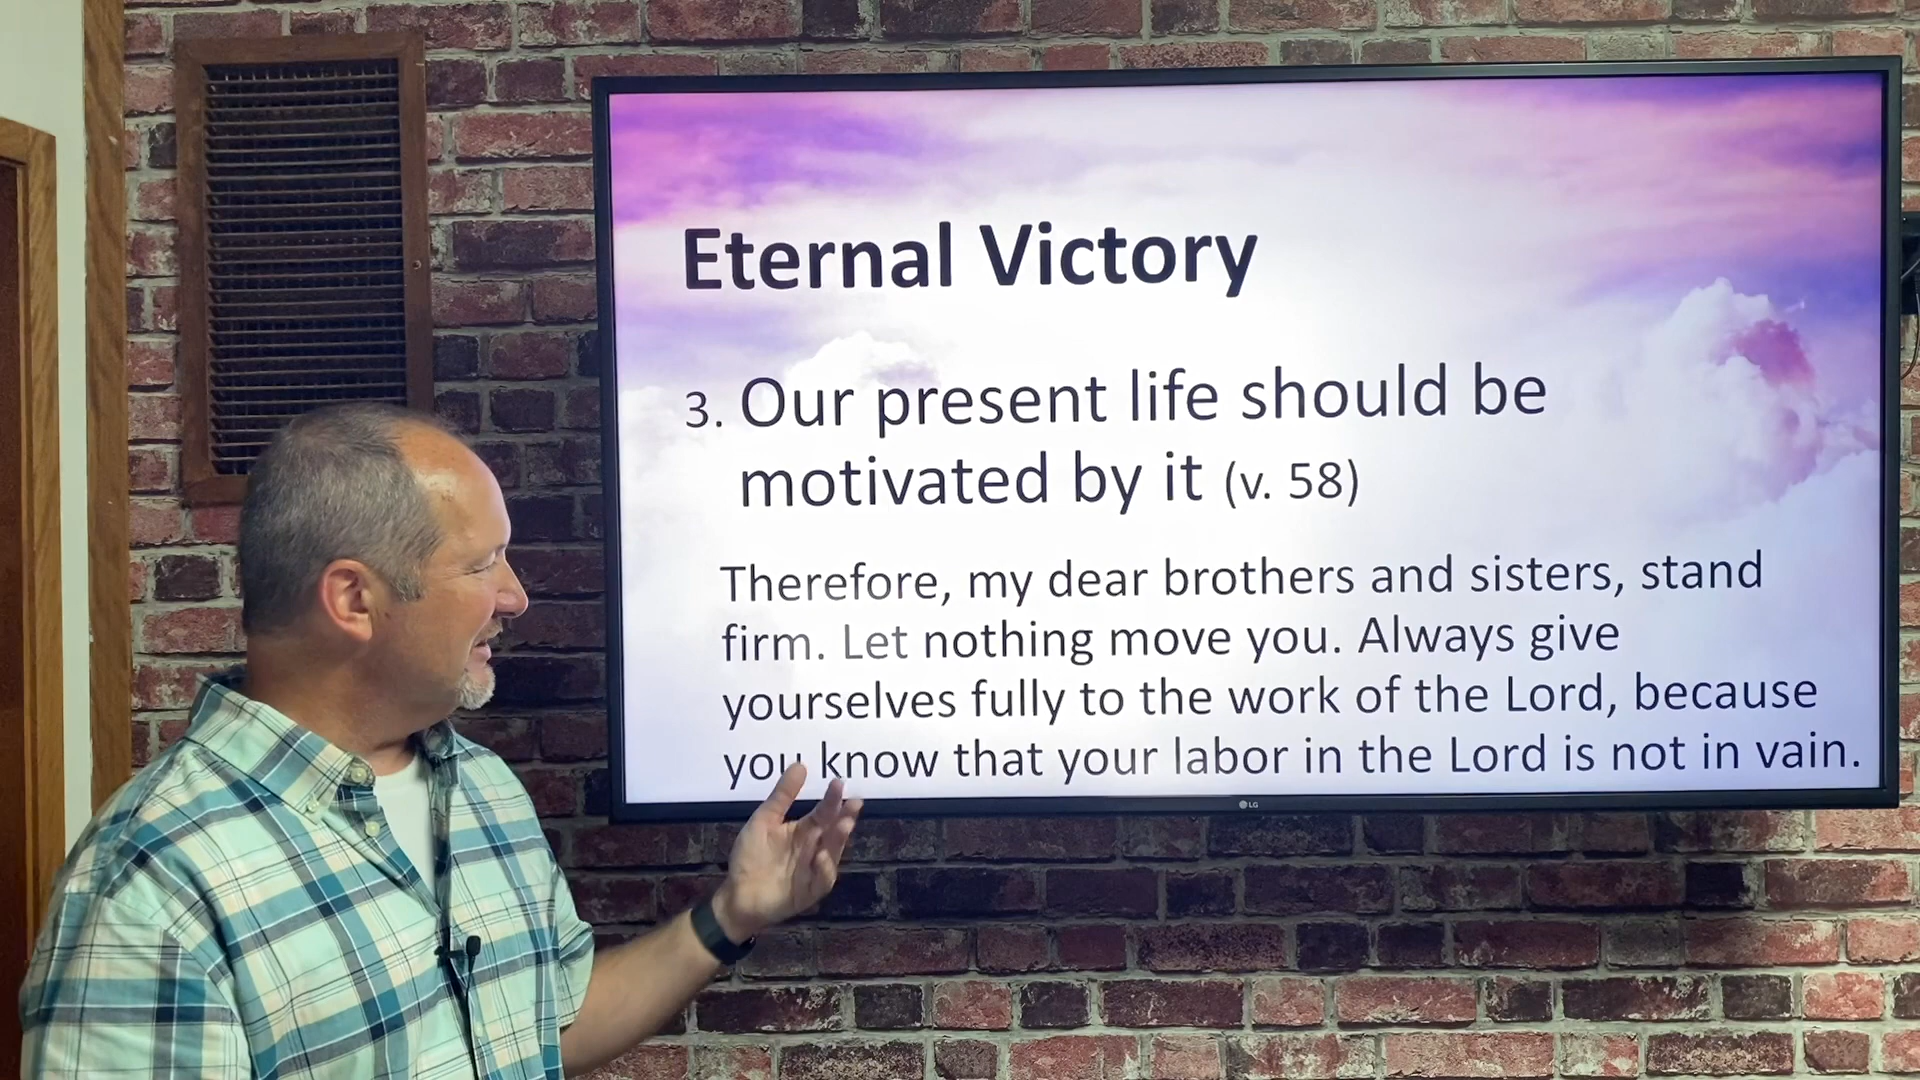 Eternal Victory
3. Our present life should be
motivated by it (v. 58)
Therefore, my dear brothers and sisters, stand
firm. Let nothing move you. Always give
yourselves fully to the work of the Lord, because
you know that your labor in the Lord is not in vain.
LG